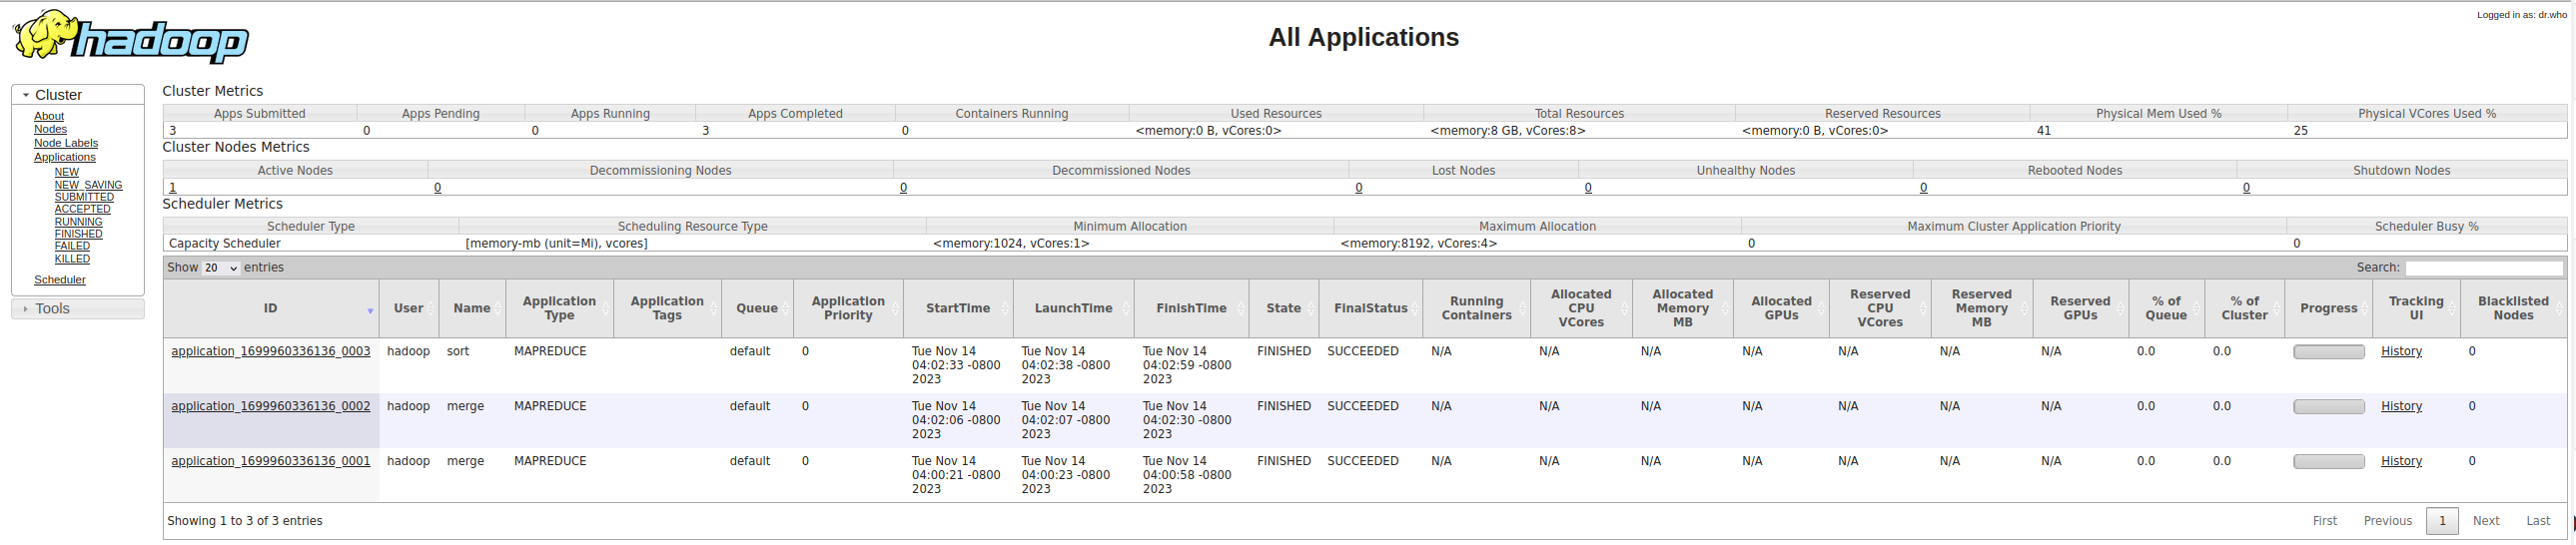 Logged in as: dr.who
hadoop
All Applications
Cluster
About
Nodes
Node Labels
Applications
NEW
NEW_SAVING
SUBMITTED
ACCEPTED
RUNNING
FINISHED
FAILED
KILLED
Scheduler
Tools
Cluster Metrics
Apps Submitted Apps Pending Apps Running Apps Completed Containers Running Used Resources Total Resources Reserved Resources Physical Mem Used % Physical VCores Used %
3 0 0 3 0 <memory:0 B, vCores:0> <memory:8 GB, vCores:8> <memory:0 B, vCores:0> 41 25
Cluster Nodes Metrics
Active Nodes Decommissioning Nodes Decommissioned Nodes Lost Nodes Unhealthy Nodes Rebooted Nodes Shutdown Nodes
1 0 0 0 0 0 0
Scheduler Metrics
Scheduler Type Scheduling Resource Type Minimum Allocation Maximum Allocation Maximum Cluster Application Priority Scheduler Busy %
Capacity Scheduler [memory-mb (unit=Mi), vcores] <memory:1024, vCores:1> <memory:8192, vCores:4> 0 0
Show 20 entries Search:
ID User Name Application Type Application Tags Queue Application Priority StartTime LaunchTime FinishTime State FinalStatus Running Containers Allocated CPU VCores Allocated Memory MB Allocated GPUs Reserved CPU VCores Reserved Memory MB Reserved GPUs % of Queue % of Cluster Progress Tracking UI Blacklisted Nodes
application_1699960336136_0003 hadoop sort MAPREDUCE default 0 Tue Nov 14 Tue Nov 14 Tue Nov 14 FINISHED SUCCEEDED N/A N/A N/A N/A N/A N/A N/A 0.0 0.0 History 0
04:02:33 -0800 04:02:38 -0800 04:02:59 -0800
2023 2023 2023
application_1699960336136_0002 hadoop merge MAPREDUCE default 0 Tue Nov 14 Tue Nov 14 Tue Nov 14 FINISHED SUCCEEDED N/A N/A N/A N/A N/A N/A N/A 0.0 0.0 History 0
04:02:06 -0800 04:02:07 -0800 04:02:30 -0800
2023 2023 2023
application_1699960336136_0001 hadoop merge MAPREDUCE default 0 Tue Nov 14 Tue Nov 14 Tue Nov 14 FINISHED SUCCEEDED N/A N/A N/A N/A N/A N/A N/A 0.0 0.0 History 0
04:00:21 -0800 04:00:23 -0800 04:00:58 -0800
2023 2023 2023
Showing 1 to 3 of 3 entries First Previous 1 Next Last